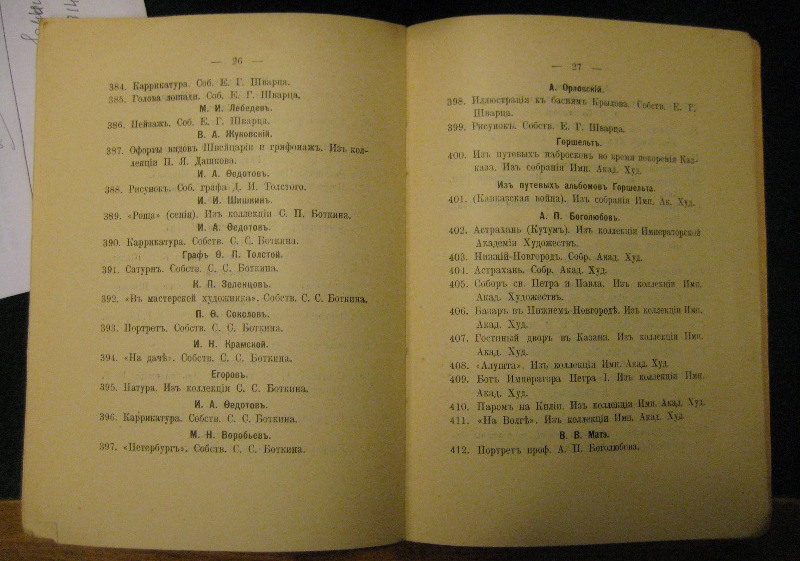 — 26 —
384. Каррикатура. Соб. Е. Г. Шварца.
385. Голова лошади. Соб. Е. Г. Шварца.
М. И. Лебедевъ.
386. Пейзажъ. Соб. Е. Г. Шварца.
В. А. Жуковскій.
387. Офорты видовъ Швейцаріи и грифонажъ. Изъ кол-
лекціи П. Я. Дашкова.
И. А. Ѳедотовъ.
388. Рисунокъ. Соб. графа Д. И. Толстого.
И. И. Шишкинъ.
389. «Роща» (сепія). Изъ коллекціи С. П. Боткина.
И. А. Ѳедотовъ.
390. Каррикатура. Собств. С. С. Боткина.
Графъ Ѳ. П. Толстой.
391. Сатурнъ. Собств. С. С. Боткина.
К. П. Зеленцовъ.
392. «Въ мастерской художника». Собств. С. С. Боткина.
П. Ѳ. Соколовъ.
393. Портретъ. Собств. С. С. Боткина.
И. Н. Крамской.
394. «На дачѣ». Собств. С. С. Боткина.
Егоровъ.
395. Натура. Изъ коллекціи С. С. Боткина.
И. А. Ѳедотовъ.
396. Каррикатура. Собств. С. С. Боткина.
М. Н. Воробьевъ.
397. «Петербургъ». Собств. С. С. Боткина.
— 27 —
А. Орловскій.
398. Иллюстрація къ баснямъ Крылова. Собств. Е. Г.
Шварца.
399. Рисунокъ. Собств. Е. Г. Шварца.
Горшельтъ.
400. Изъ путевыхъ набросковъ во время покоренія Кав-
каза. Изъ собранія Имп. Акад. Худ.
Изъ путевыхъ альбомовъ Горшельта.
401. (Кавказская война). Изъ собранія Имп. Ак. Худ.
А. П. Боголюбовъ.
402. Астрахань (Кутумъ). Изъ коллекціи Императорской
Академіи Художествъ.
403. Нижній-Новгородъ. Собр. Акад. Худ.
404. Астрахань. Собр. Акад. Худ.
405. Соборъ св. Петра и Павла. Изъ коллекціи Имп.
Акад. Художествъ.
406. Базаръ въ Нижнемъ-Новгородѣ. Изъ коллекціи Имп.
Акад. Худ.
407. Гостиный дворъ въ Казани. Изъ коллекціи Имп.
Акад. Худ.
408. «Алушта». Изъ коллекціи Имп. Акад. Худ.
409. Ботъ Императора Петра I. Изъ коллекціи Имп.
Акад. Худ.
410. Паромъ на Киліи. Изъ коллекціи Имп. Акад. Худ.
411. «На Волгѣ». Изъ коллекціи Имп. Акад. Худ.
В. В. Матэ.
412. Портретъ проф. А. П. Боголюбова.